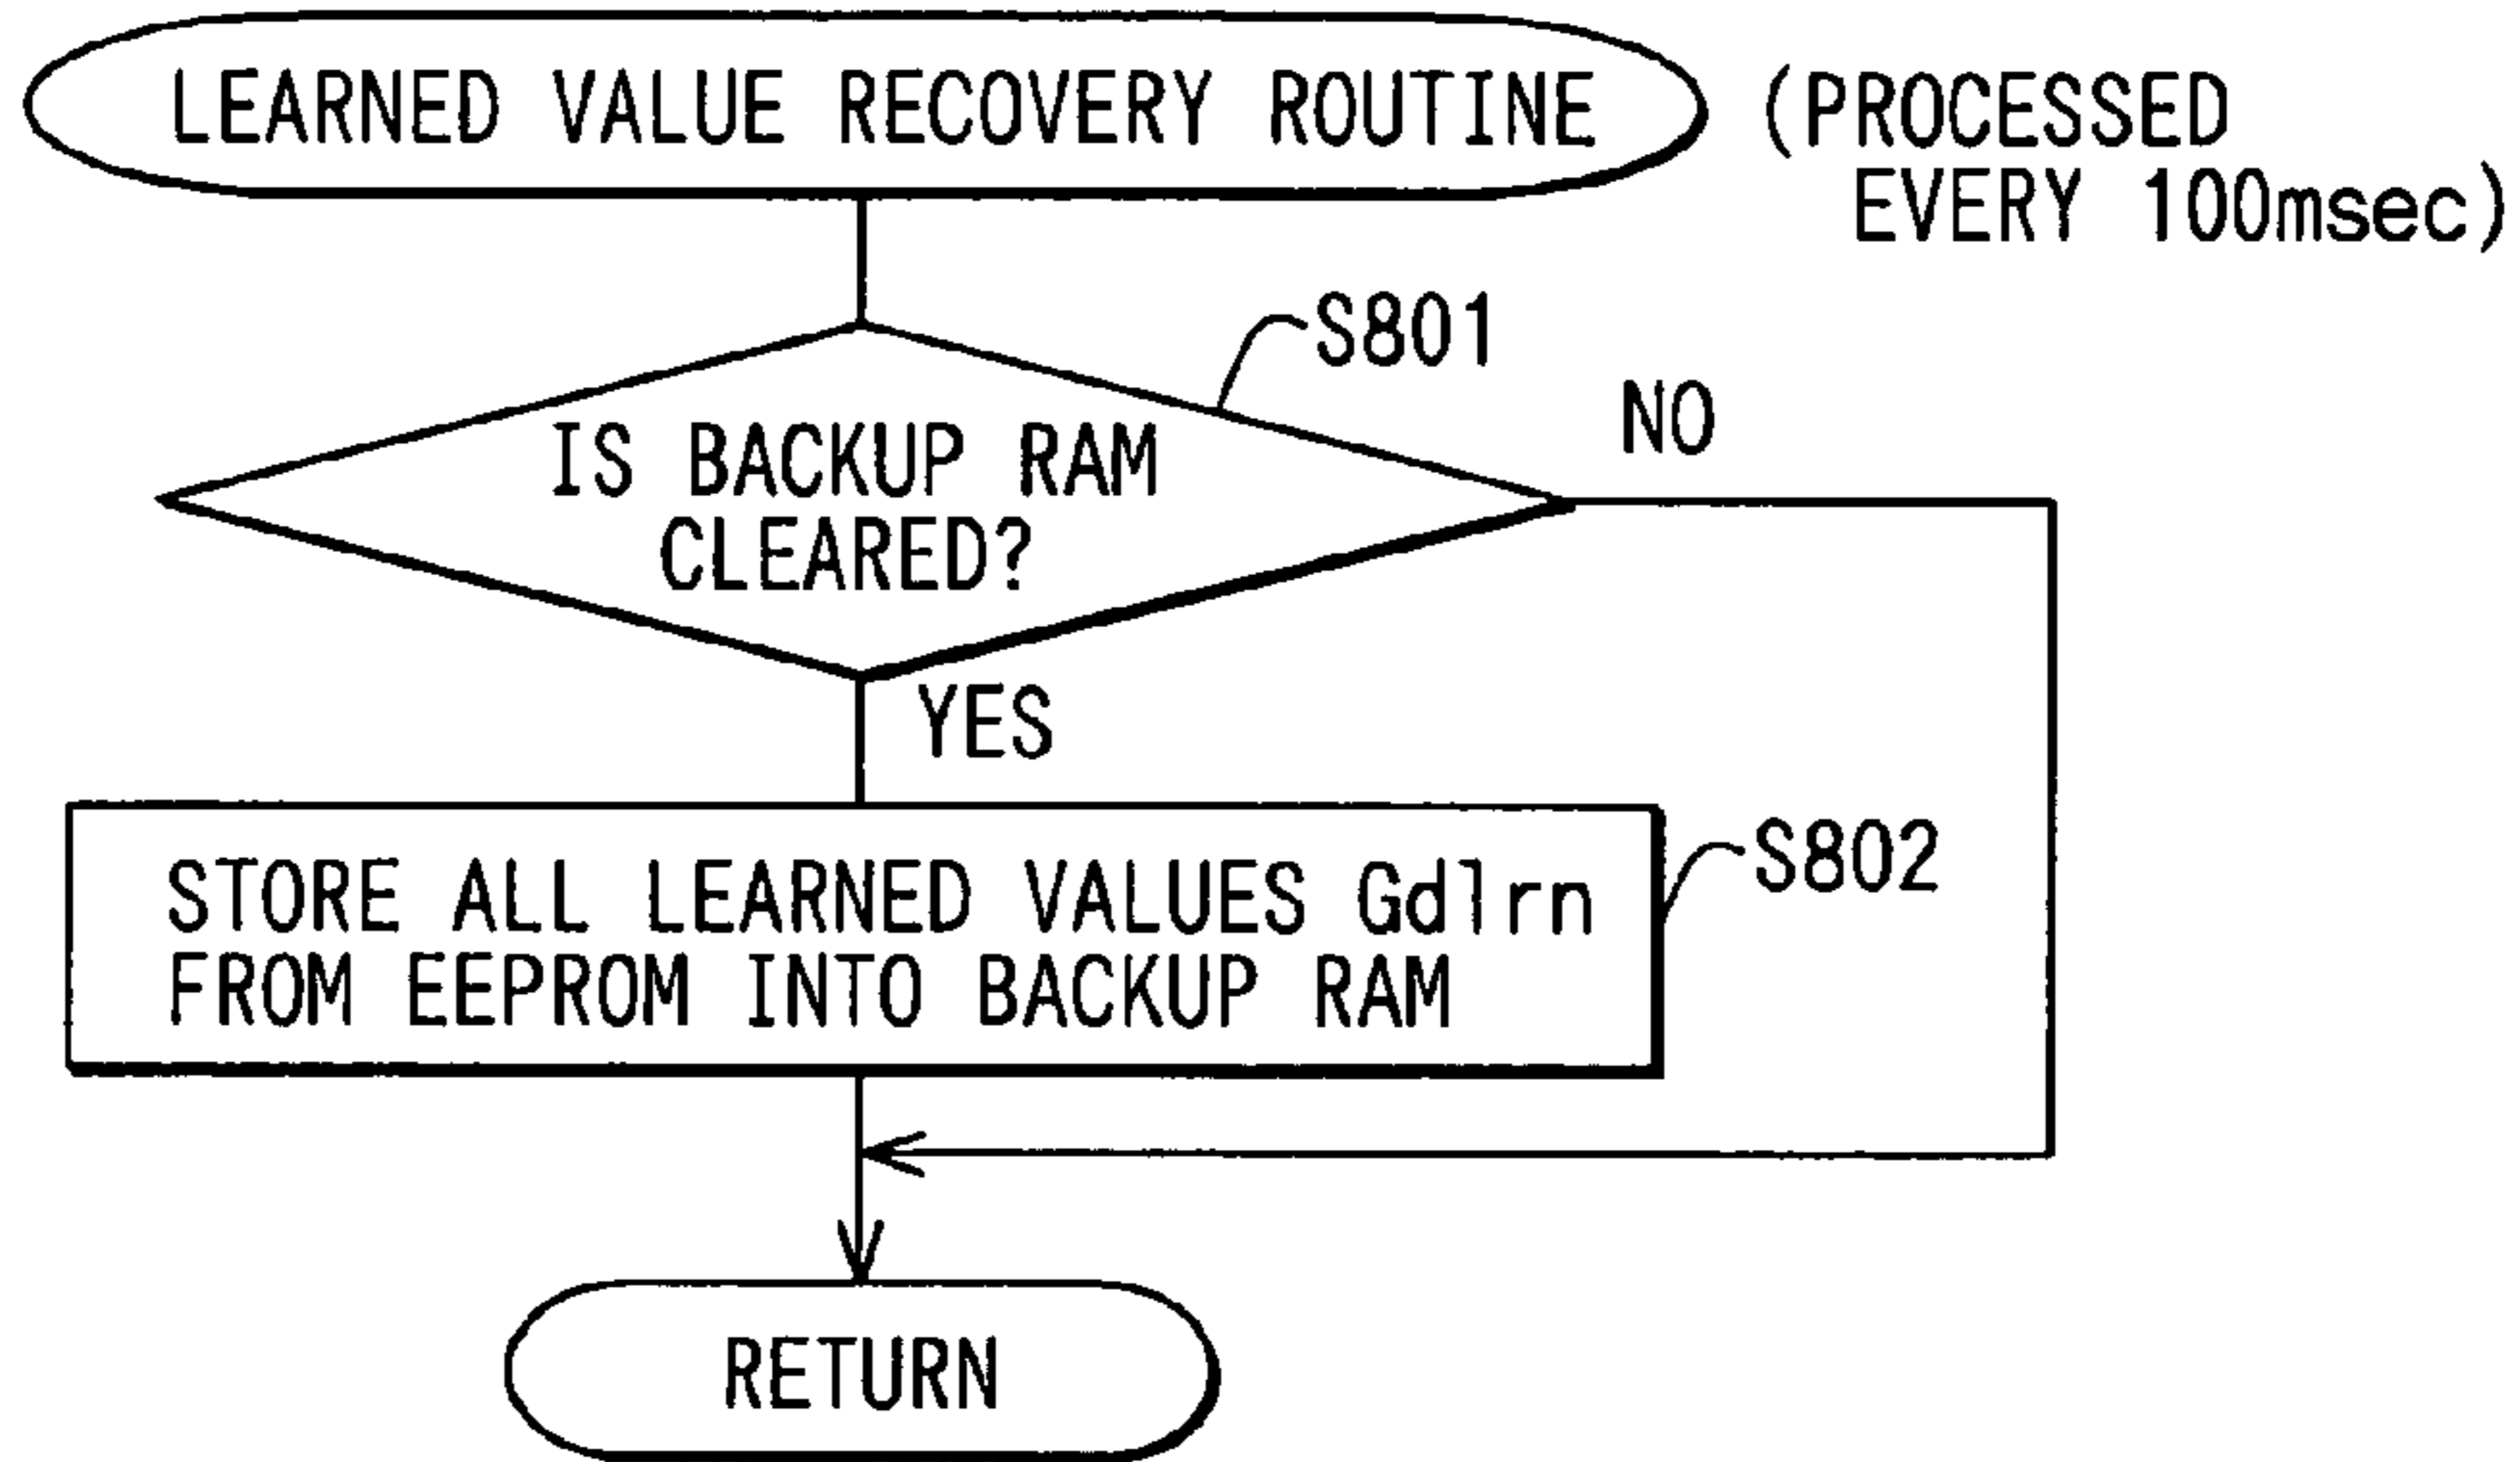 LEARNED VALUE RECOVERY ROUTINE
(PROCESSED
EVERY 100msec)
S801
IS BACKUP RAM
CLEARED?
NO
YES
STORE ALL LEARNED VALUES Gdlrn
FROM EEPROM INTO BACKUP RAM
S802
RETURN